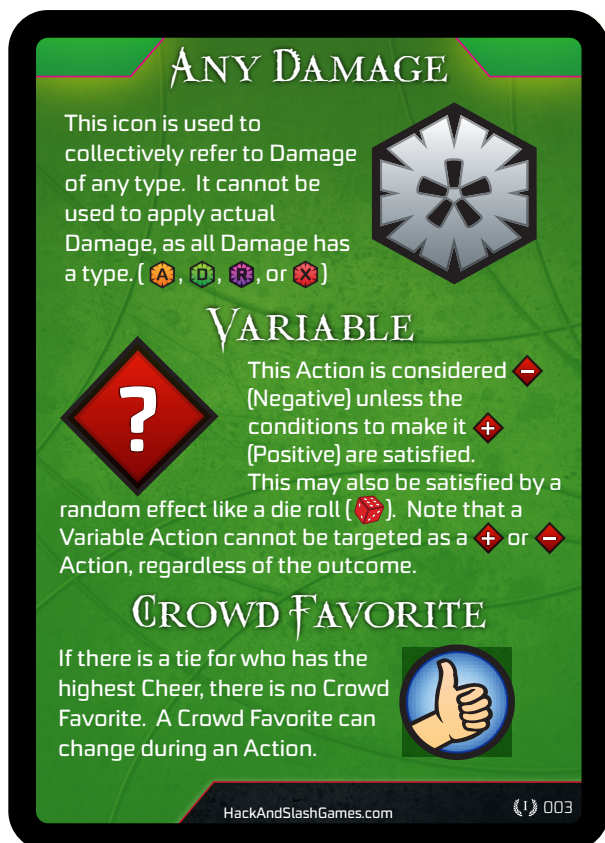 ANY DAMAGE
This icon is used to
collectively refer to Damage
of any type.  It cannot be
used to apply actual
Damage, as all Damage has
a type. ( A , D , R , or X )
VARIABLE
?
This Action is considered −
(Negative) unless the
conditions to make it +
(Positive) are satisfied.
This may also be satisfied by a
random effect like a die roll ( ).  Note that a
Variable Action cannot be targeted as a + or −
Action, regardless of the outcome.
CROWD FAVORITE
If there is a tie for who has the
highest Cheer, there is no Crowd
Favorite.  A Crowd Favorite can
change during an Action.
HackAndSlashGames.com
I 003